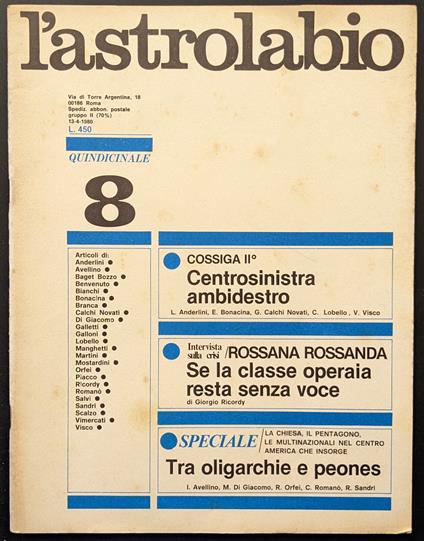 l'astrolabio
Via di Torre Argentina, 18
00186 Roma
Spediz. abbon. postale
gruppo II (70%)
13-4-1980
L. 450
QUINDICINALE
8
Articoli di:
Anderlini ●
Avellino ●
Baget Bozzo ●
Benvenuto ●
Bianchi ●
Bonacina ●
Branca ●
Calchi Novati ●
Di Giacomo ●
Galletti ●
Galloni ●
Lobello ●
Manghetti ●
Martini ●
Mostardini ●
Orfei ●
Placco ●
Ricordy ●
Romanò ●
Salvi ●
Sandri ●
Scalzo ●
Vimercati ●
Visco ●
COSSIGA II°
Centrosinistra
ambidestro
L. Anderlini, E. Bonacina, G. Calchi Novati, C. Lobello, V. Visco
Intervista
sulla crisi /ROSSANA ROSSANDA
Se la classe operaia
resta senza voce
di Giorgio Ricordy
SPECIALE / LA CHIESA, IL PENTAGONO,
LE MULTINAZIONALI NEL CENTRO
AMERICA CHE INSORGE
Tra oligarchie e peones
I. Avellino, M. Di Giacomo, R. Orfei, C. Romanò, R. Sandri